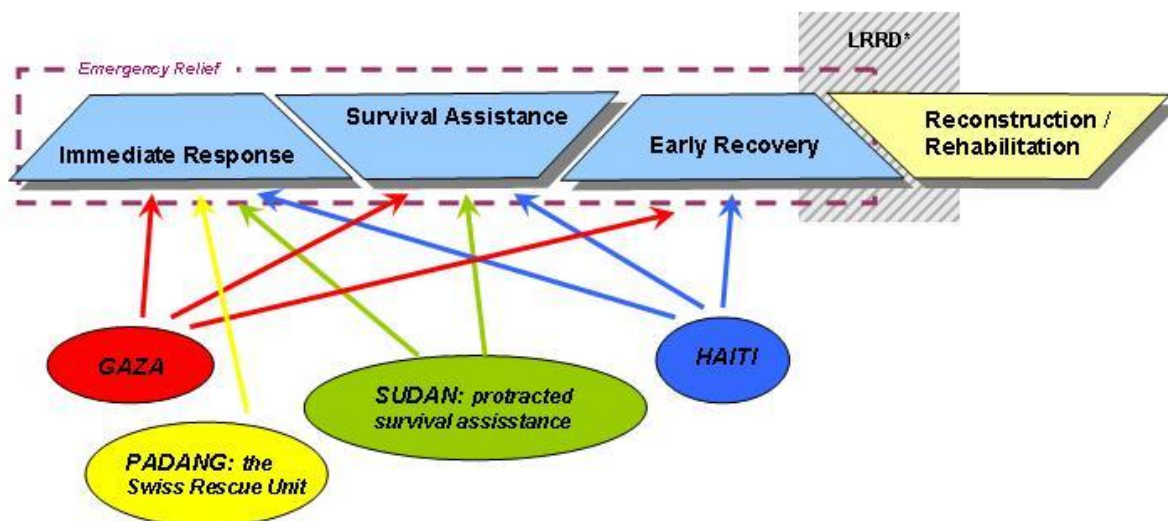 LRRD*
Emergency Relief
Immediate Response
Survival Assistance
Early Recovery
Reconstruction /
Rehabilitation
GAZA
SUDAN: protracted
survival assisstance
HAITI
PADANG: the
Swiss Rescue Unit